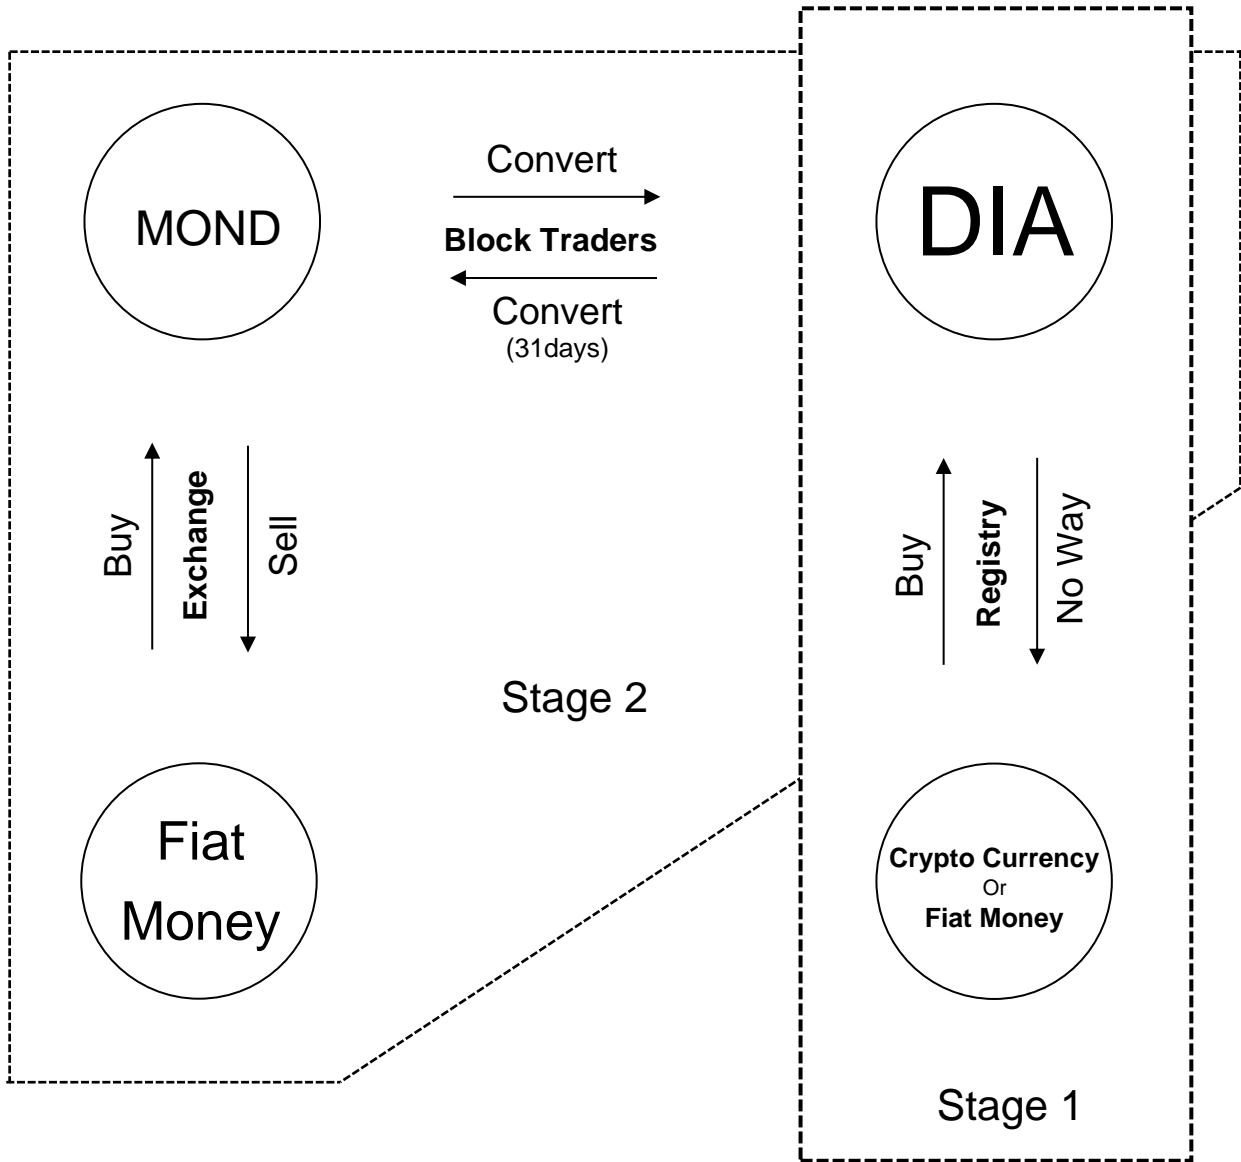 MOND
Convert
Block Traders
Convert
(31days)
DIA
Buy
Exchange
Sell
Buy
Registry
No Way
Stage 2
Fiat
Money
Crypto Currency
Or
Fiat Money
Stage 1